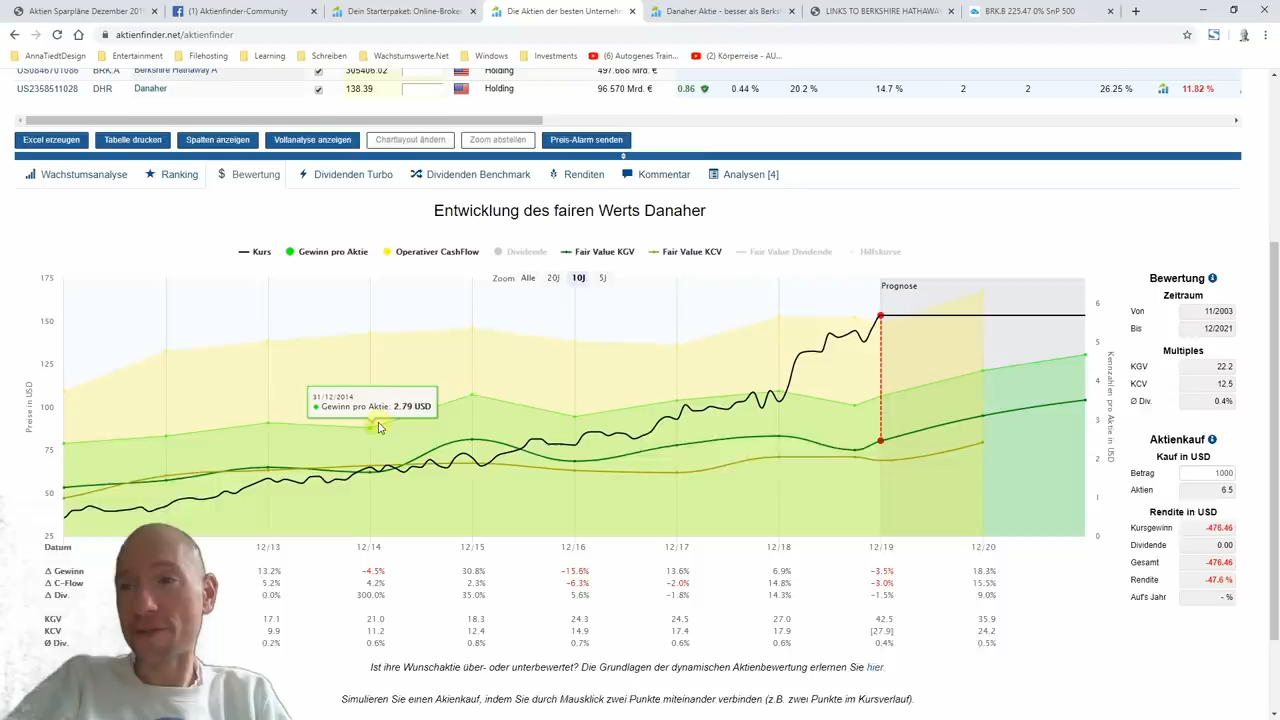 Aktien Sparpläne Dezember 2019
(1) Aktienfinder-Community
Dein Starterpaket: Online-Broker
Die Aktien der besten Unternehm
Danaher Aktie - besser als Berksh
LINKS TO BERKSHIRE HATHAWA
BRK.B 225.47 0% SnP 500
aktienfinder.net/aktienfinder
AnnaTiedtDesign
Entertainment
Filehosting
Learning
Schreiben
Wachstumswerte.Net
Windows
Investments
(6) Autogenes Train...
(2) Körperreise - AU...
US0846701086 BRK.A Berkshire Hathaway A 305406.02 Holding 497.668 Mrd. €
US2358511028 DHR Danaher 138.39 Holding 96.570 Mrd. € 0.86 0.44 % 20.2 % 14.7 % 2 2 26.25 % 11.82 %
Excel erzeugen
Tabelle drucken
Spalten anzeigen
Vollanalyse anzeigen
Chartlayout ändern
Zoom abstellen
Preis-Alarm senden
Wachstumsanalyse
Ranking
$ Bewertung
Dividenden Turbo
Dividenden Benchmark
Renditen
Kommentar
Analysen [4]
Entwicklung des fairen Werts Danaher
Kurs
Gewinn pro Aktie
Operativer CashFlow
Dividende
Fair Value KGV
Fair Value KCV
Fair Value Dividende
Hilfskurse
Zoom Alle 20J 10J 5J
Prognose
175
150
125
100
75
50
25
Preise in USD
6
5
4
3
2
1
0
Kennzahlen pro Aktie in USD
31/12/2014
Gewinn pro Aktie: 2.79 USD
Datum 12/13 12/14 12/15 12/16 12/17 12/18 12/19 12/20
Δ Gewinn 13.2% -4.5% 30.8% -15.6% 13.6% 6.9% -3.5% 18.3%
Δ C-Flow 5.2% 4.2% 2.3% -6.3% -2.0% 14.8% -3.0% 15.5%
Δ Div. 0.0% 300.0% 35.0% 5.6% -1.8% 14.3% -1.5% 9.0%
KGV 17.1 21.0 18.3 24.3 24.5 27.0 42.5 35.9
KCV 9.9 11.2 12.4 14.9 17.4 17.9 [27.9] 24.2
Ø Div. 0.2% 0.6% 0.8% 0.7% 0.6% 0.6% 0.4% 0.5%
Bewertung
Zeitraum
Von 11/2003
Bis 12/2021
Multiples
KGV 22.2
KCV 12.5
Ø Div. 0.4%
Aktienkauf
Kauf in USD
Betrag 1000
Aktien 6.5
Rendite in USD
Kursgewinn -476.46
Dividende 0.00
Gesamt -476.46
Rendite -47.6 %
Auf's Jahr - %
Ist ihre Wunschaktie über- oder unterbewertet? Die Grundlagen der dynamischen Aktienbewertung erlernen Sie hier.
Simulieren Sie einen Akienkauf, indem Sie durch Mausklick zwei Punkte miteinander verbinden (z.B. zwei Punkte im Kursverlauf).